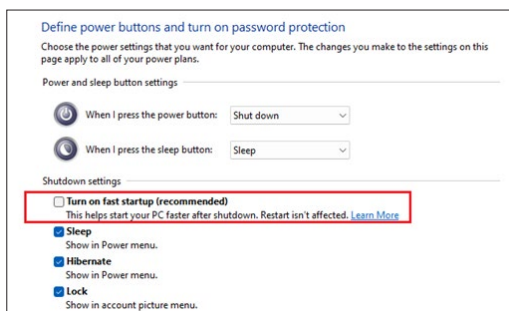 Define power buttons and turn on password protection
Choose the power settings that you want for your computer. The changes you make to the settings on this
page apply to all of your power plans.
Power and sleep button settings
When I press the power button: Shut down
When I press the sleep button: Sleep
Shutdown settings
Turn on fast startup (recommended)
This helps start your PC faster after shutdown. Restart isn't affected. Learn More
Sleep
Show in Power menu.
Hibernate
Show in Power menu.
Lock
Show in account picture menu.